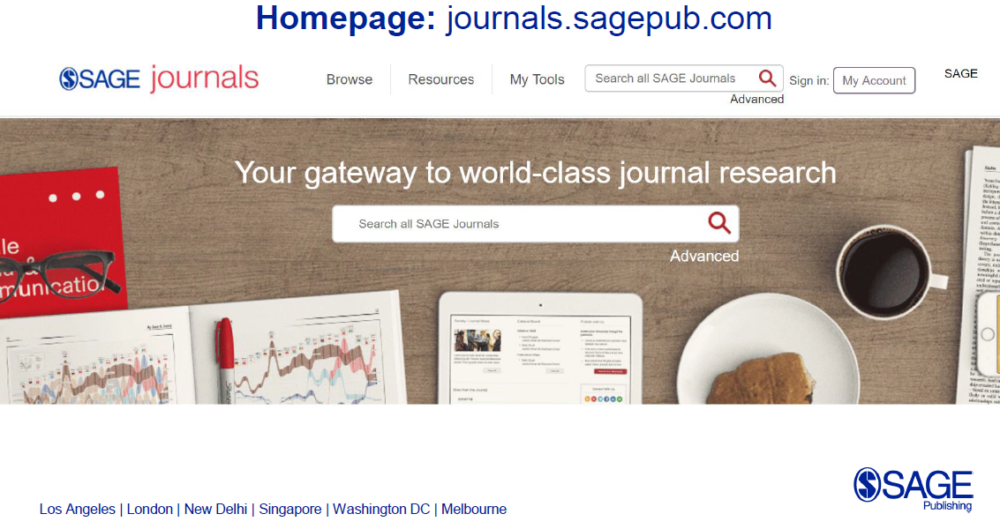 Homepage: journals.sagepub.com
SAGE journals
Browse
Resources
My Tools
Search all SAGE Journals
Advanced
Sign in:
My Account
SAGE
Your gateway to world-class journal research
Search all SAGE Journals
Advanced
&
SAGE
Publishing
Los Angeles | London | New Delhi | Singapore | Washington DC | Melbourne